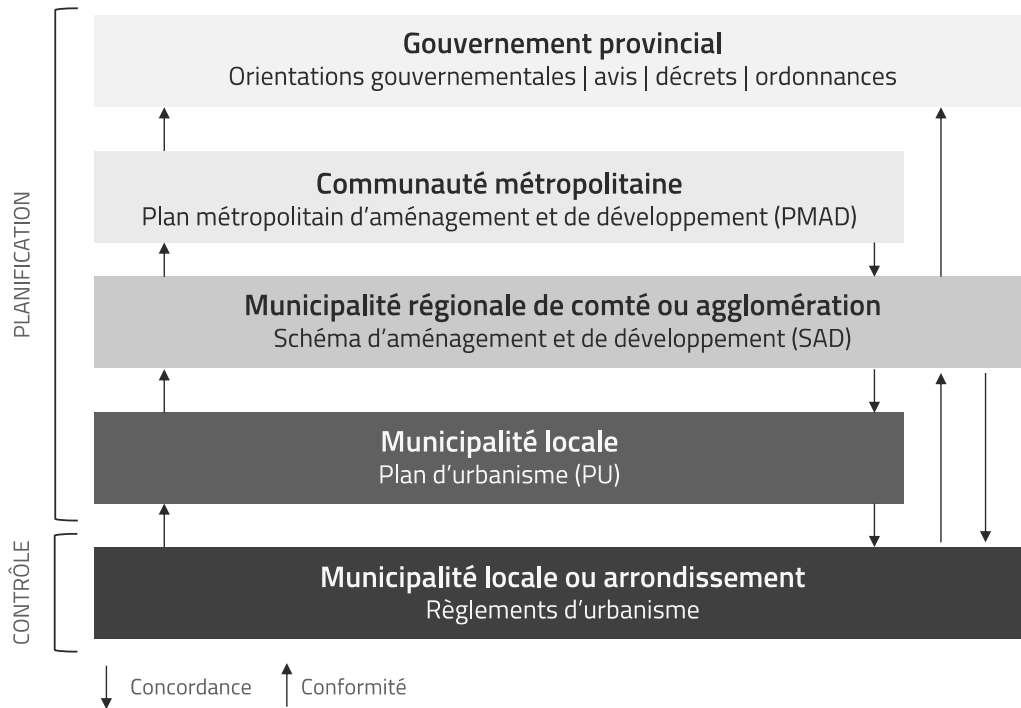 Gouvernement provincial
Orientations gouvernementales | avis | décrets | ordonnances
Communauté métropolitaine
Plan métropolitain d’aménagement et de développement (PMAD)
PLANIFICATION
Municipalité régionale de comté ou agglomération
Schéma d’aménagement et de développement (SAD)
Municipalité locale
Plan d’urbanisme (PU)
CONTRÔLE
Municipalité locale ou arrondissement
Règlements d’urbanisme
Concordance
Conformité